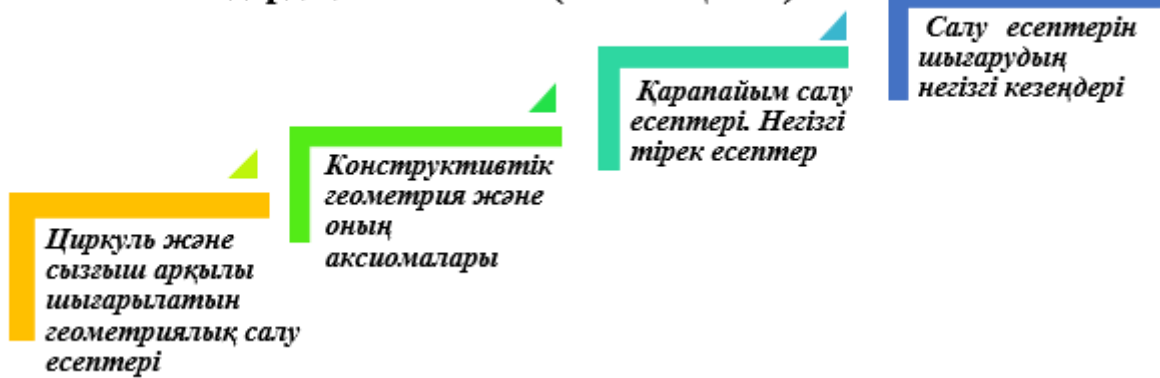 Циркуль және
сызғыш арқылы
шығарылатын
геометриялық салу
есептері
Конструктивтік
геометрия және
оның
аксиомалары
Қарапайым салу
есептері. Негізгі
тірек есептер
Салу есептерін
шығарудың
негізгі кезеңдері